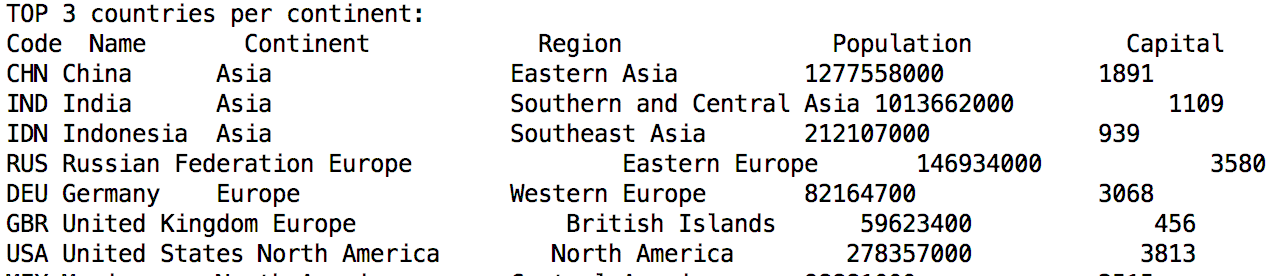 TOP 3 countries per continent:
Code Name Continent Region Population Capital
CHN China Asia Eastern Asia 1277558000 1891
IND India Asia Southern and Central Asia 1013662000 1109
IDN Indonesia Asia Southeast Asia 212107000 939
RUS Russian Federation Europe Eastern Europe 146934000 3580
DEU Germany Europe Western Europe 82164700 3068
GBR United Kingdom Europe British Islands 59623400 456
USA United States North America North America 278357000 3813